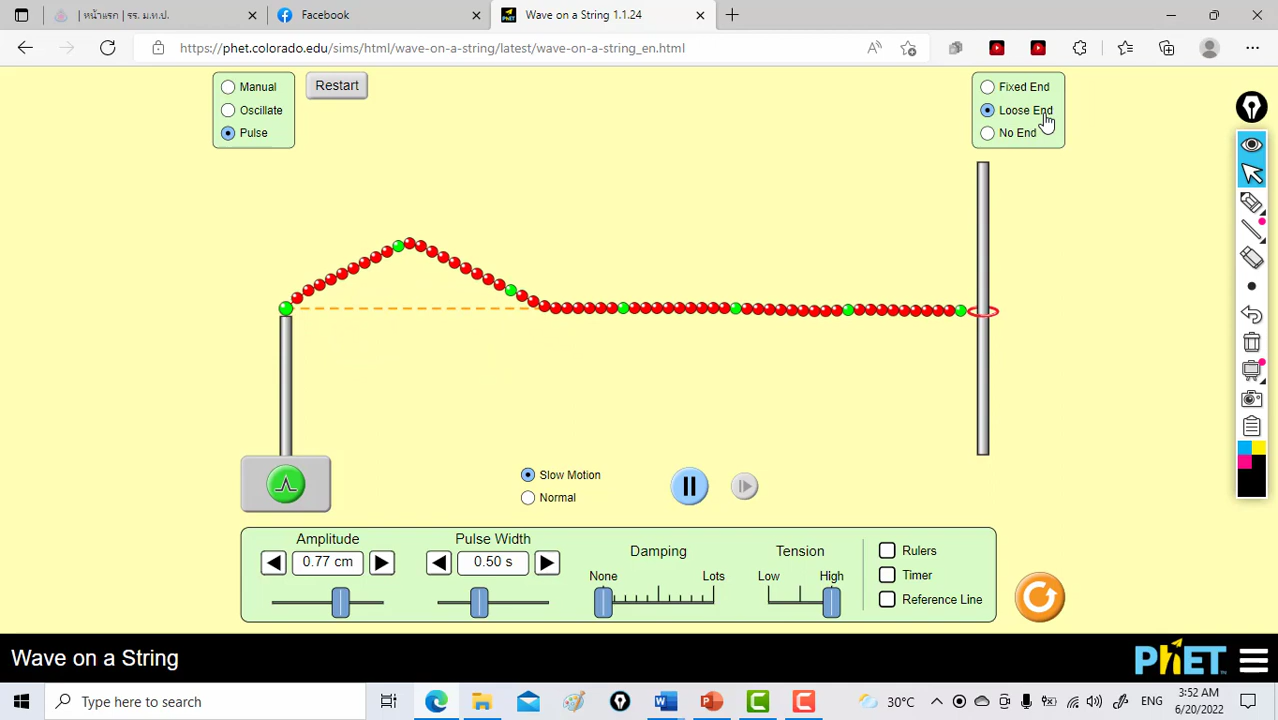 หน้าแรก | รร. ม.ท.ป.
Facebook
Wave on a String 1.1.24
https://phet.colorado.edu/sims/html/wave-on-a-string/latest/wave-on-a-string_en.html
Manual
Oscillate
Pulse
Restart
Fixed End
Loose End
No End
Slow Motion
Normal
Amplitude
0.77 cm
Pulse Width
0.50 s
Damping
None
Lots
Tension
Low
High
Rulers
Timer
Reference Line
Wave on a String
PhET
Type here to search
30°C
ENG
3:52 AM
6/20/2022